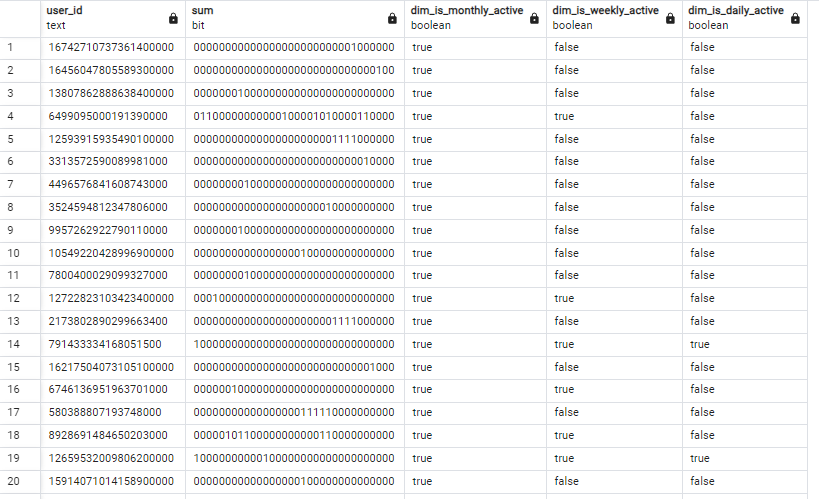 user_id text
sum bit
dim_is_monthly_active boolean
dim_is_weekly_active boolean
dim_is_daily_active boolean
1 16742710737361400000 00000000000000000000000001000000 true false false
2 16456047805589300000 00000000000000000000000000000100 true false false
3 13807862888638400000 00000001000000000000000000000000 true false false
4 6499095000191390000 01100000000000100001010000110000 true true false
5 12593915935490100000 00000000000000000000001111000000 true false false
6 3313572590089981000 00000000000000000000000000010000 true false false
7 4496576841608743000 00000000100000000000000000000000 true false false
8 3524594812347806000 00000000000000000000010000000000 true false false
9 9957262922790110000 00000001000000000000000000000000 true false false
10 10549220428996900000 00000000000000000100000000000000 true false false
11 7800400029099327000 00000000100000000000000000000000 true false false
12 12722823103423400000 00010000000000000000000000000000 true true false
13 2173802890299663400 00000000000000000000001111000000 true false false
14 791433334168051500 10000000000000000000000000000000 true true true
15 16217504073105100000 00000000000000000000000000001000 true false false
16 6746136951963701000 00000010000000000000000000000000 true true false
17 580388807193748000 00000000000000000111110000000000 true false false
18 8928691484650203000 00000101100000000000110000000000 true true false
19 12659532009806200000 10000000000100000000000000000000 true true true
20 15914071014158900000 00000000000000000100000000000000 true false false